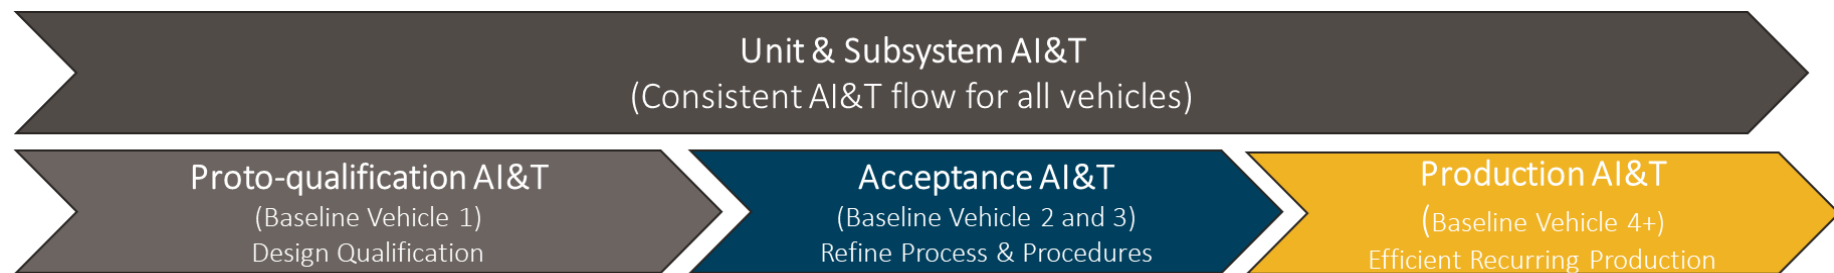 Unit & Subsystem AI&T
(Consistent AI&T flow for all vehicles)
Proto-qualification AI&T
(Baseline Vehicle 1)
Design Qualification
Acceptance AI&T
(Baseline Vehicle 2 and 3)
Refine Process & Procedures
Production AI&T
(Baseline Vehicle 4+)
Efficient Recurring Production